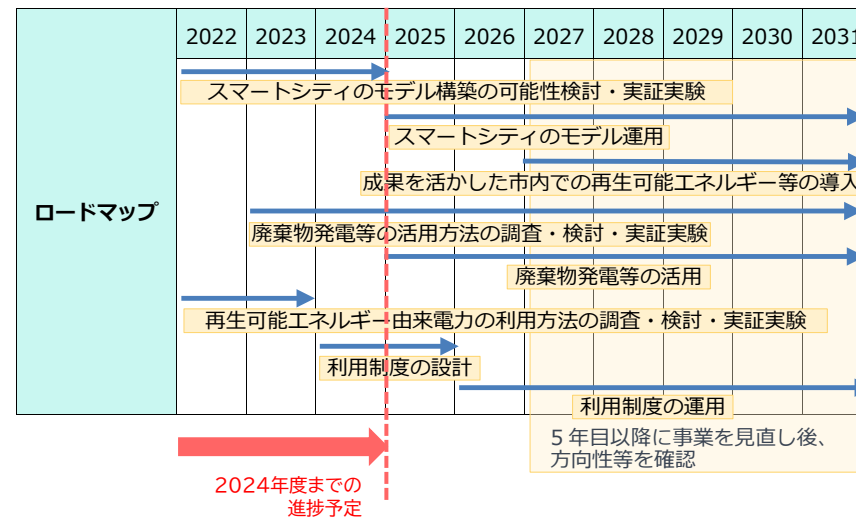 2022 2023 2024 2025 2026 2027 2028 2029 2030 2031
スマートシティのモデル構築の可能性検討・実証実験
スマートシティのモデル運用
成果を活かした市内での再生可能エネルギー等の導入
ロードマップ
廃棄物発電等の活用方法の調査・検討・実証実験
廃棄物発電等の活用
再生可能エネルギー由来電力の利用方法の調査・検討・実証実験
利用制度の設計
利用制度の運用
５年目以降に事業を見直し後、
方向性等を確認
2024年度までの
進捗予定